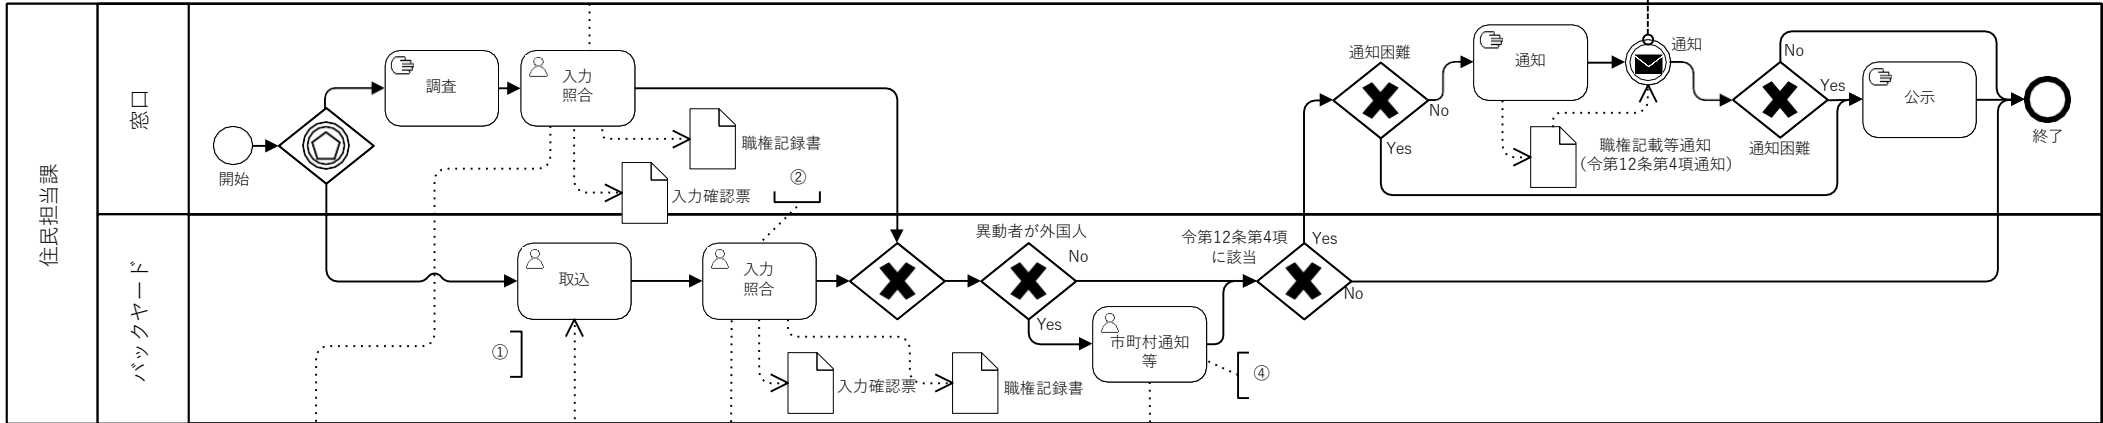 住民担当課
窓口
バックヤード
開始
調査
入力
照合
職権記録書
入力確認票
②
取込
①
入力
照合
入力確認票
職権記録書
異動者が外国人
No
Yes
市町村通知
等
④
令第12条第4項
に該当
Yes
No
通知困難
No
Yes
通知
職権記載等通知
(令第12条第4項通知)
通知
No
Yes
通知困難
公示
終了